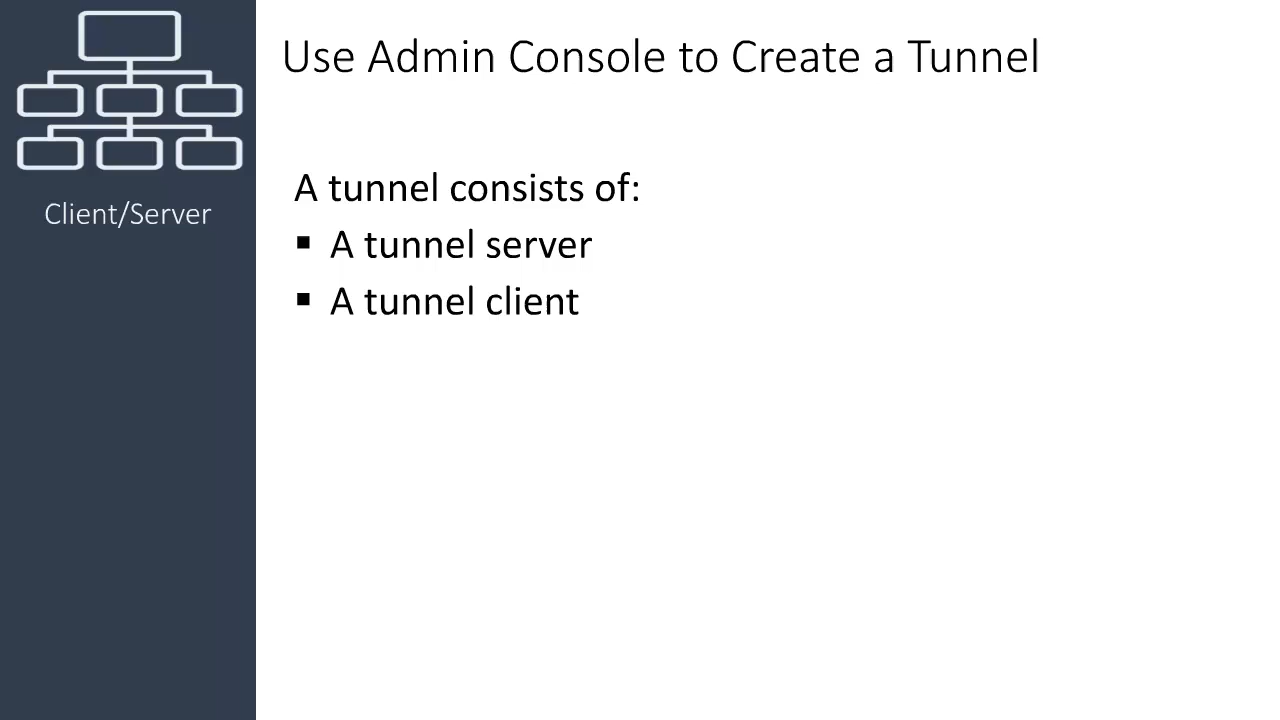 Use Admin Console to Create a Tunnel
Client/Server
A tunnel consists of:
▪ A tunnel server
▪ A tunnel client